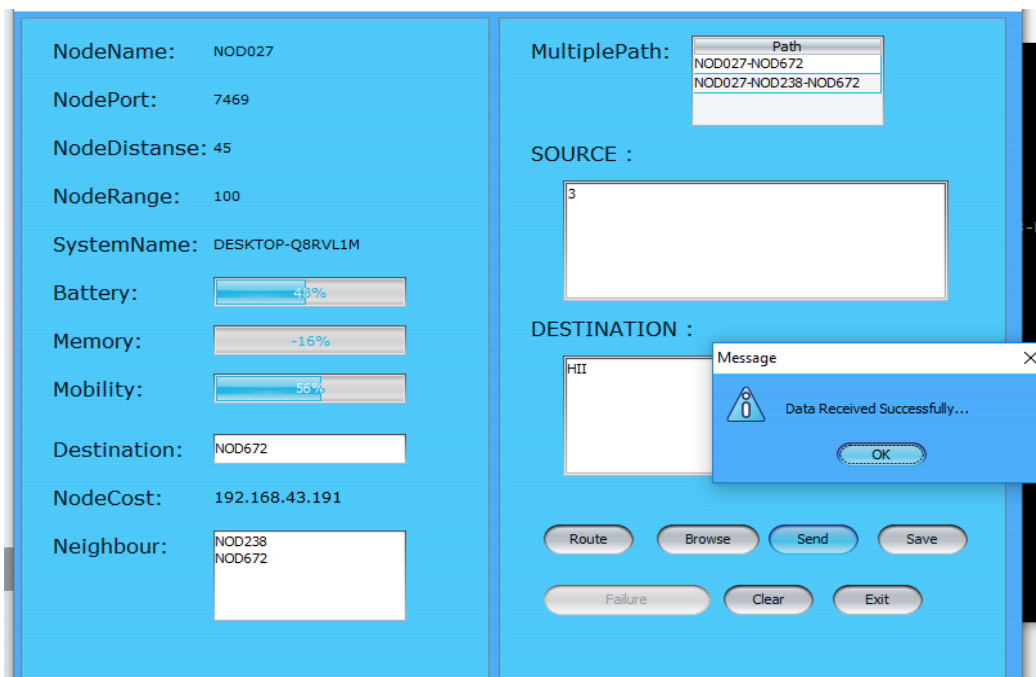 NodeName: NOD027
NodePort: 7469
NodeDistanse: 45
NodeRange: 100
SystemName: DESKTOP-Q8RVL1M
Battery: 48%
Memory: -16%
Mobility: 56%
Destination: NOD672
NodeCost: 192.168.43.191
Neighbour: NOD238
NOD672
MultiplePath: Path
NOD027-NOD672
NOD027-NOD238-NOD672
SOURCE :
3
DESTINATION :
HII
Message
Data Received Successfully...
OK
Route Browse Send Save
Failure Clear Exit